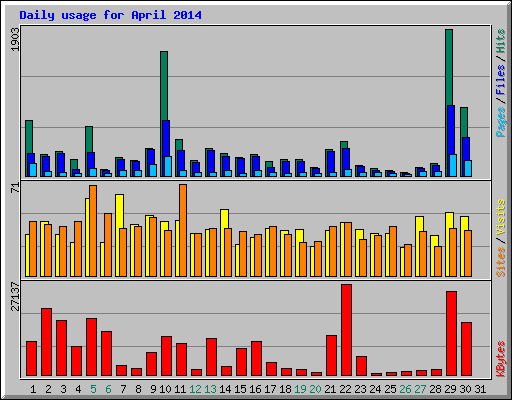 Daily usage for April 2014
1903
Pages / Files / Hits
71
Sites / Visits
27137
KBytes
1 2 3 4 5 6 7 8 9 10 11 12 13 14 15 16 17 18 19 20 21 22 23 24 25 26 27 28 29 30 31